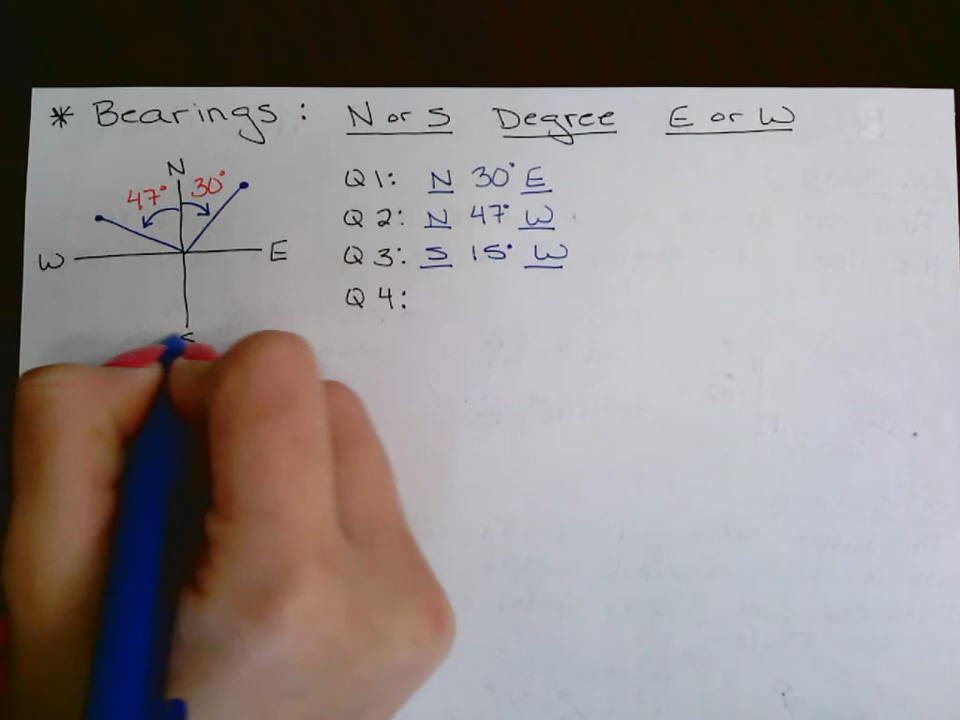 * Bearings: N or S Degree E or W
N
47° 30°
W E
Q1: N 30° E
Q2: N 47° W
Q3: S 15° W
Q4: